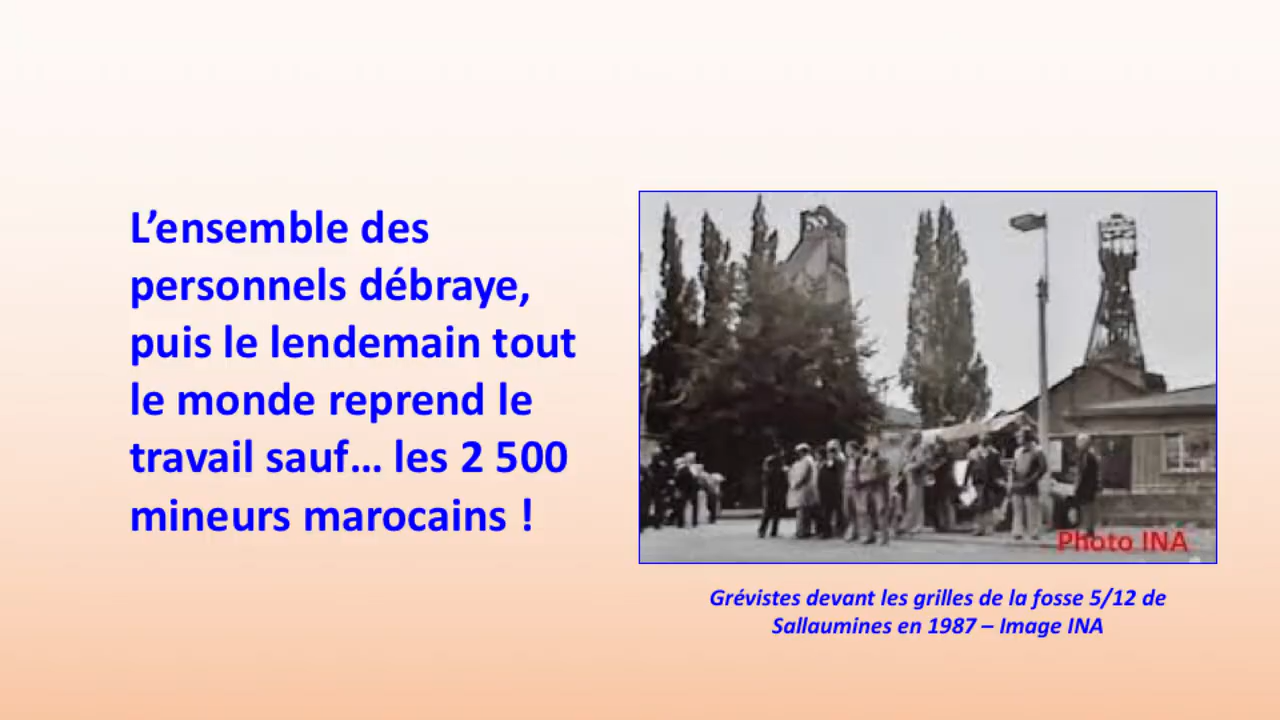 L’ensemble des
personnels débraye,
puis le lendemain tout
le monde reprend le
travail sauf… les 2 500
mineurs marocains !
Photo INA
Grévistes devant les grilles de la fosse 5/12 de
Sallaumines en 1987 – Image INA